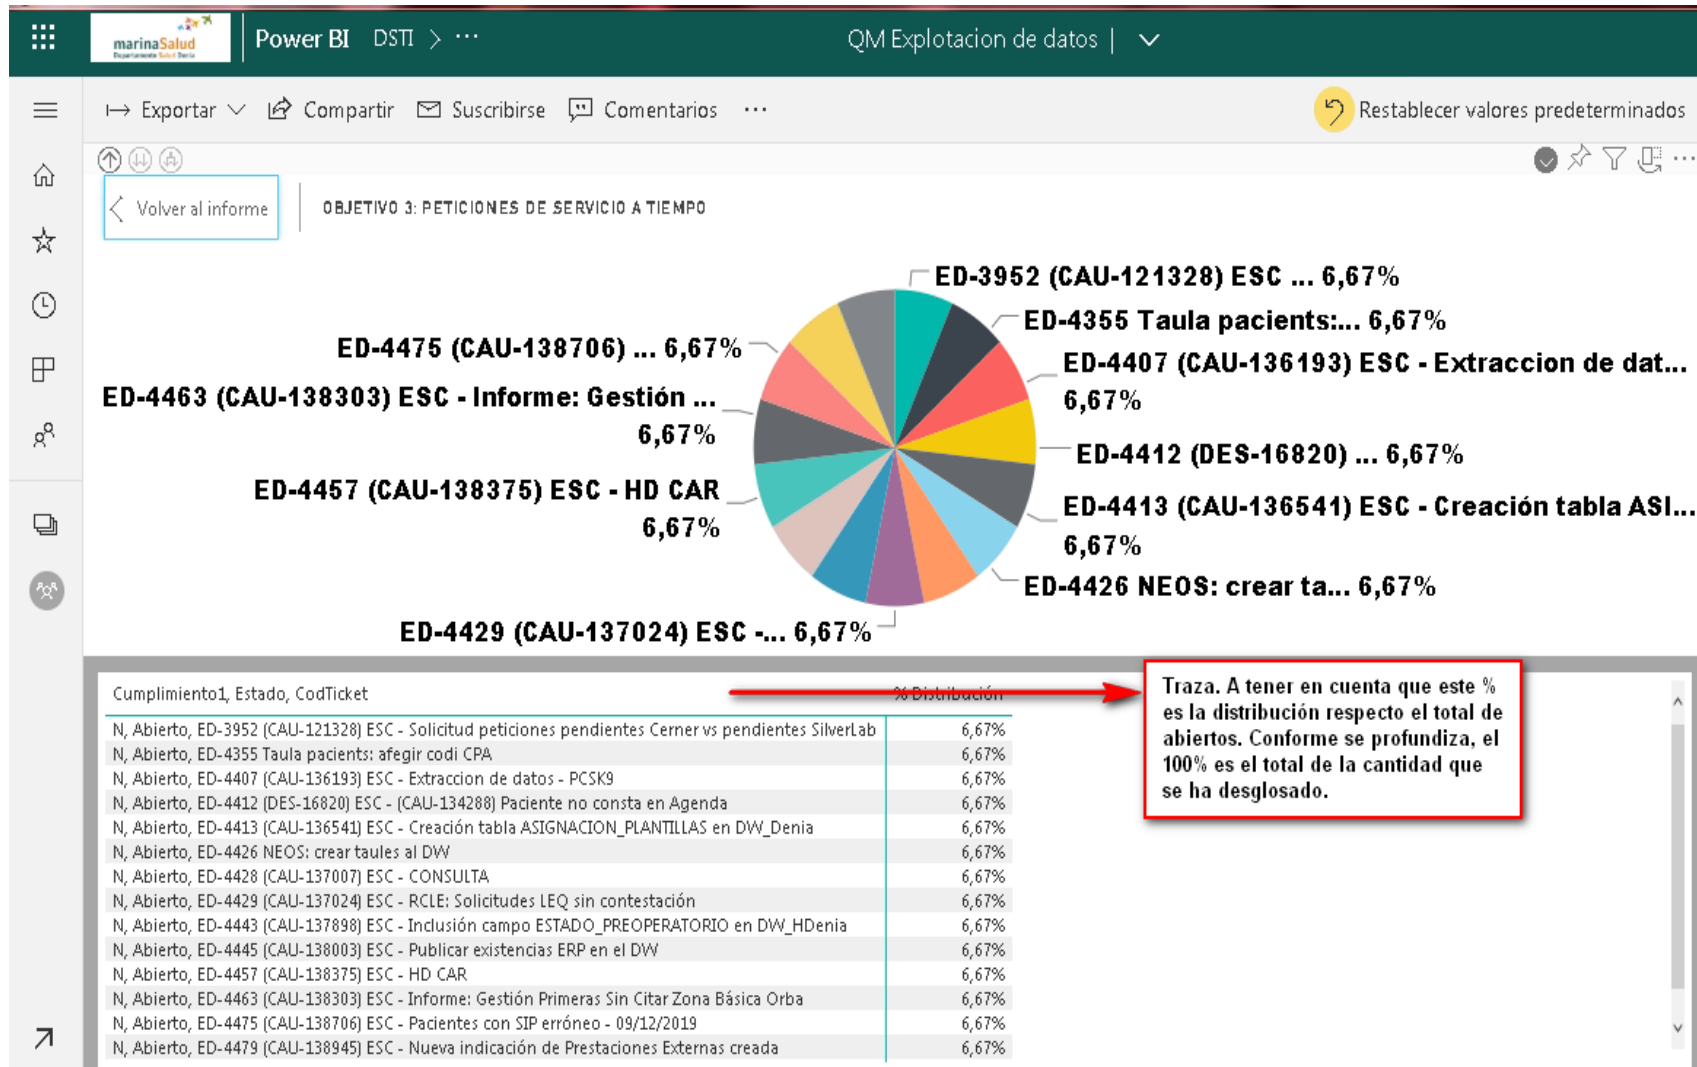 marinaSalud
Departamento Salud Denia
Power BI DSTI > ...
QM Explotacion de datos |
Exportar Compartir Suscribirse Comentarios ...
Restablecer valores predeterminados
Volver al informe
OBJETIVO 3: PETICIONES DE SERVICIO A TIEMPO
ED-3952 (CAU-121328) ESC ... 6,67%
ED-4355 Taula pacients:... 6,67%
ED-4407 (CAU-136193) ESC - Extraccion de dat...
6,67%
ED-4412 (DES-16820) ... 6,67%
ED-4413 (CAU-136541) ESC - Creación tabla ASI...
6,67%
ED-4426 NEOS: crear ta... 6,67%
ED-4429 (CAU-137024) ESC -... 6,67%
ED-4457 (CAU-138375) ESC - HD CAR
6,67%
ED-4463 (CAU-138303) ESC - Informe: Gestión ...
6,67%
ED-4475 (CAU-138706) ... 6,67%
Cumplimiento1, Estado, CodTicket % Distribución
N, Abierto, ED-3952 (CAU-121328) ESC - Solicitud peticiones pendientes Cerner vs pendientes SilverLab 6,67%
N, Abierto, ED-4355 Taula pacients: afegir codi CPA 6,67%
N, Abierto, ED-4407 (CAU-136193) ESC - Extraccion de datos - PCSK9 6,67%
N, Abierto, ED-4412 (DES-16820) ESC - (CAU-134288) Paciente no consta en Agenda 6,67%
N, Abierto, ED-4413 (CAU-136541) ESC - Creación tabla ASIGNACION_PLANTILLAS en DW_Denia 6,67%
N, Abierto, ED-4426 NEOS: crear taules al DW 6,67%
N, Abierto, ED-4428 (CAU-137007) ESC - CONSULTA 6,67%
N, Abierto, ED-4429 (CAU-137024) ESC - RCLE: Solicitudes LEQ sin contestación 6,67%
N, Abierto, ED-4443 (CAU-137898) ESC - Inclusión campo ESTADO_PREOPERATORIO en DW_HDenia 6,67%
N, Abierto, ED-4445 (CAU-138003) ESC - Publicar existencias ERP en el DW 6,67%
N, Abierto, ED-4457 (CAU-138375) ESC - HD CAR 6,67%
N, Abierto, ED-4463 (CAU-138303) ESC - Informe: Gestión Primeras Sin Citar Zona Básica Orba 6,67%
N, Abierto, ED-4475 (CAU-138706) ESC - Pacientes con SIP erróneo - 09/12/2019 6,67%
N, Abierto, ED-4479 (CAU-138945) ESC - Nueva indicación de Prestaciones Externas creada 6,67%
Traza. A tener en cuenta que este %
es la distribución respecto el total de
abiertos. Conforme se profundiza, el
100% es el total de la cantidad que
se ha desglosado.